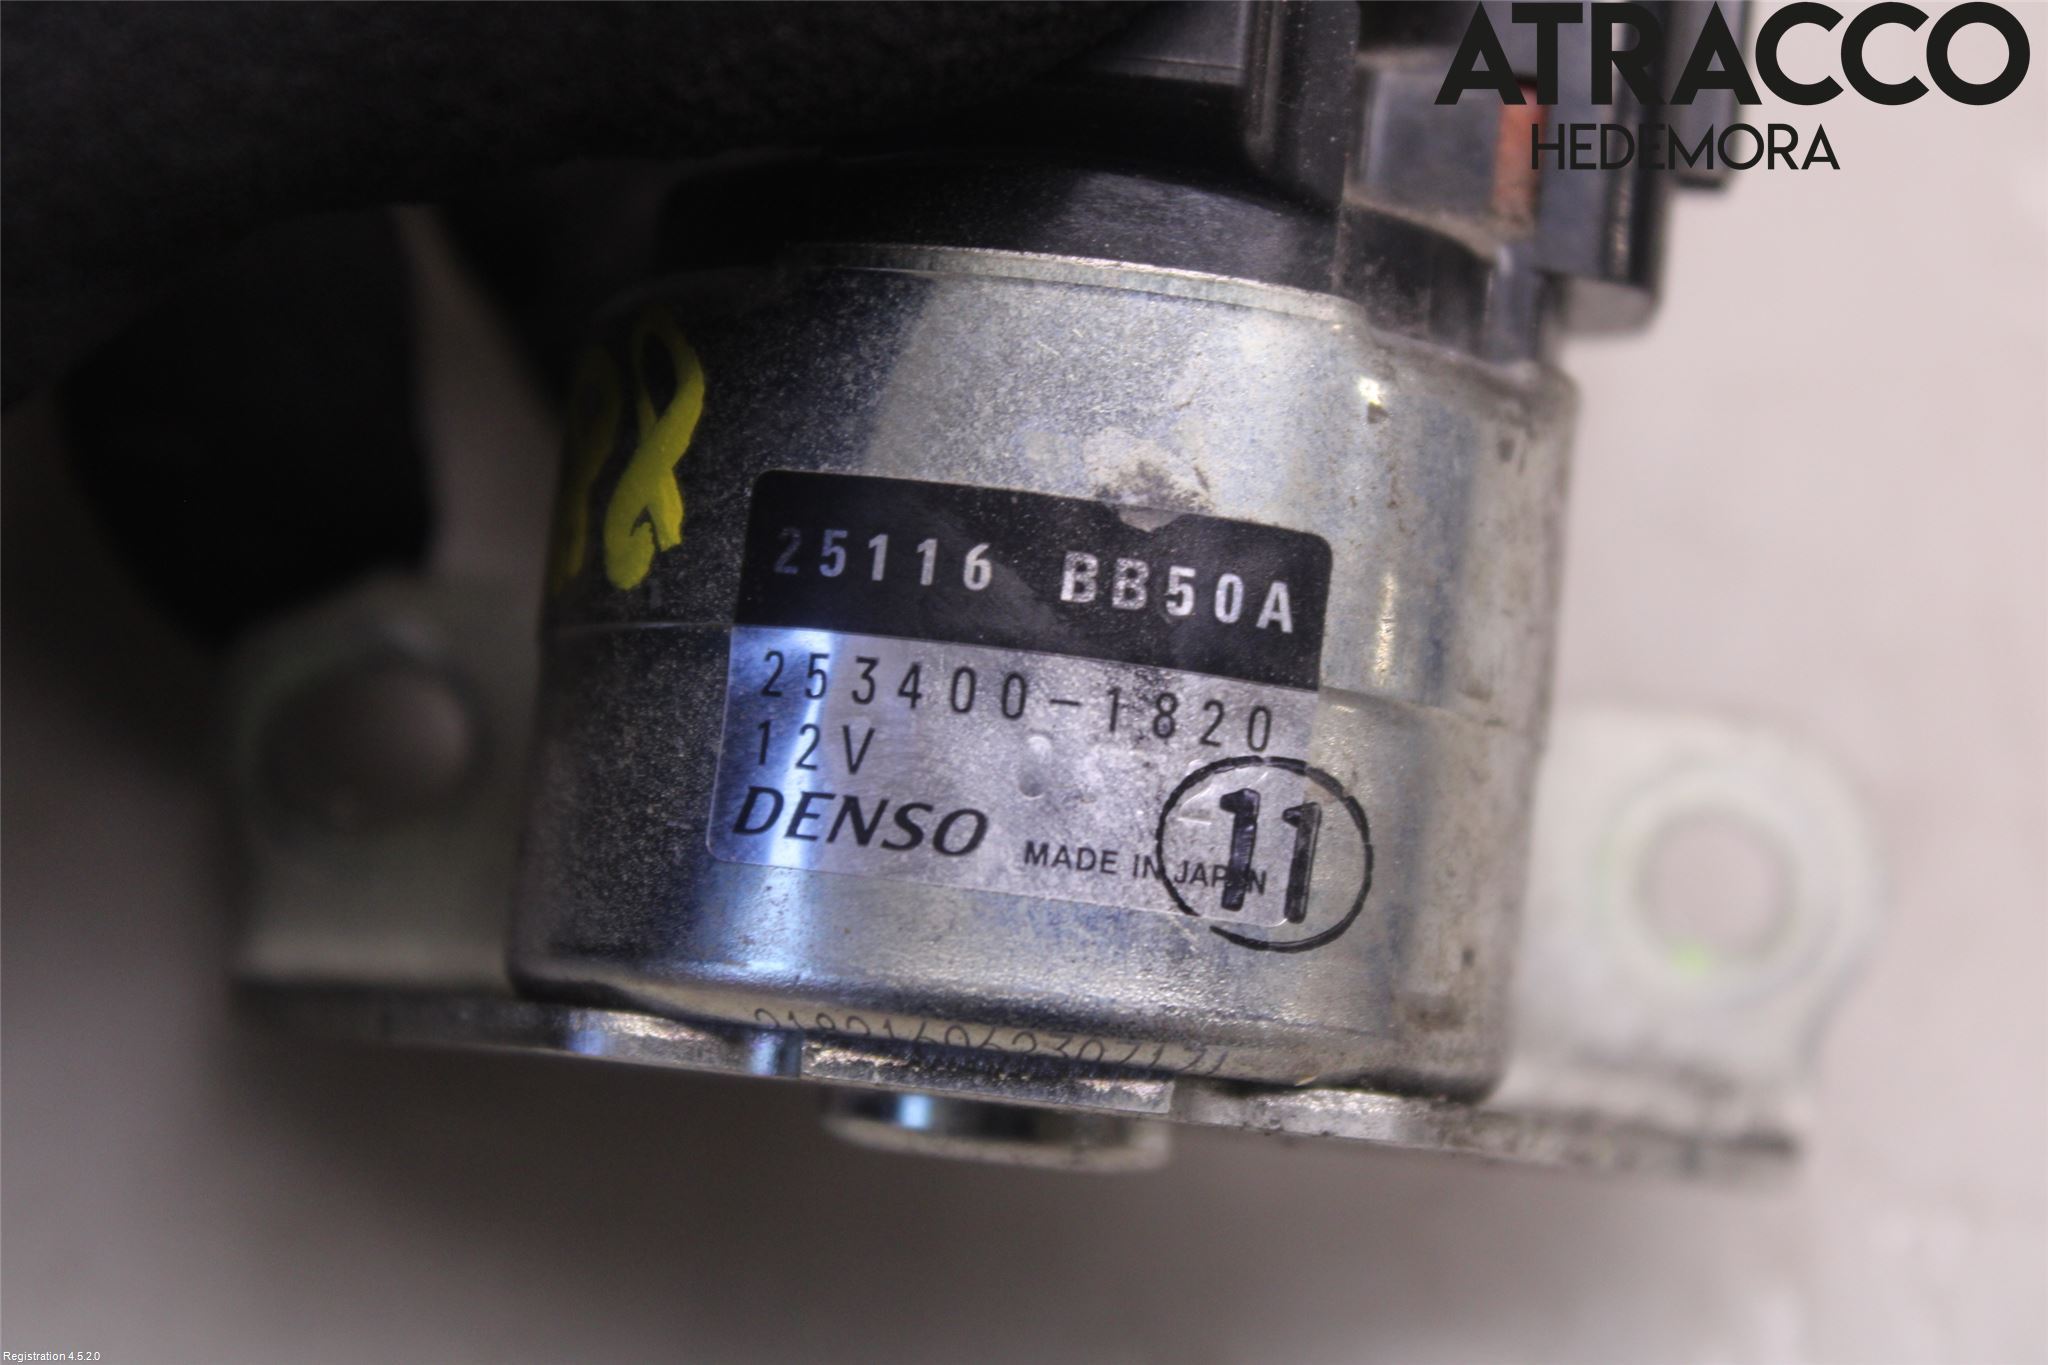 ATRACCO
HEDEMORA
25116 BB50A
253400-1820
12V
DENSO
MADE IN JAPAN
11
Registration 4.5.2.0